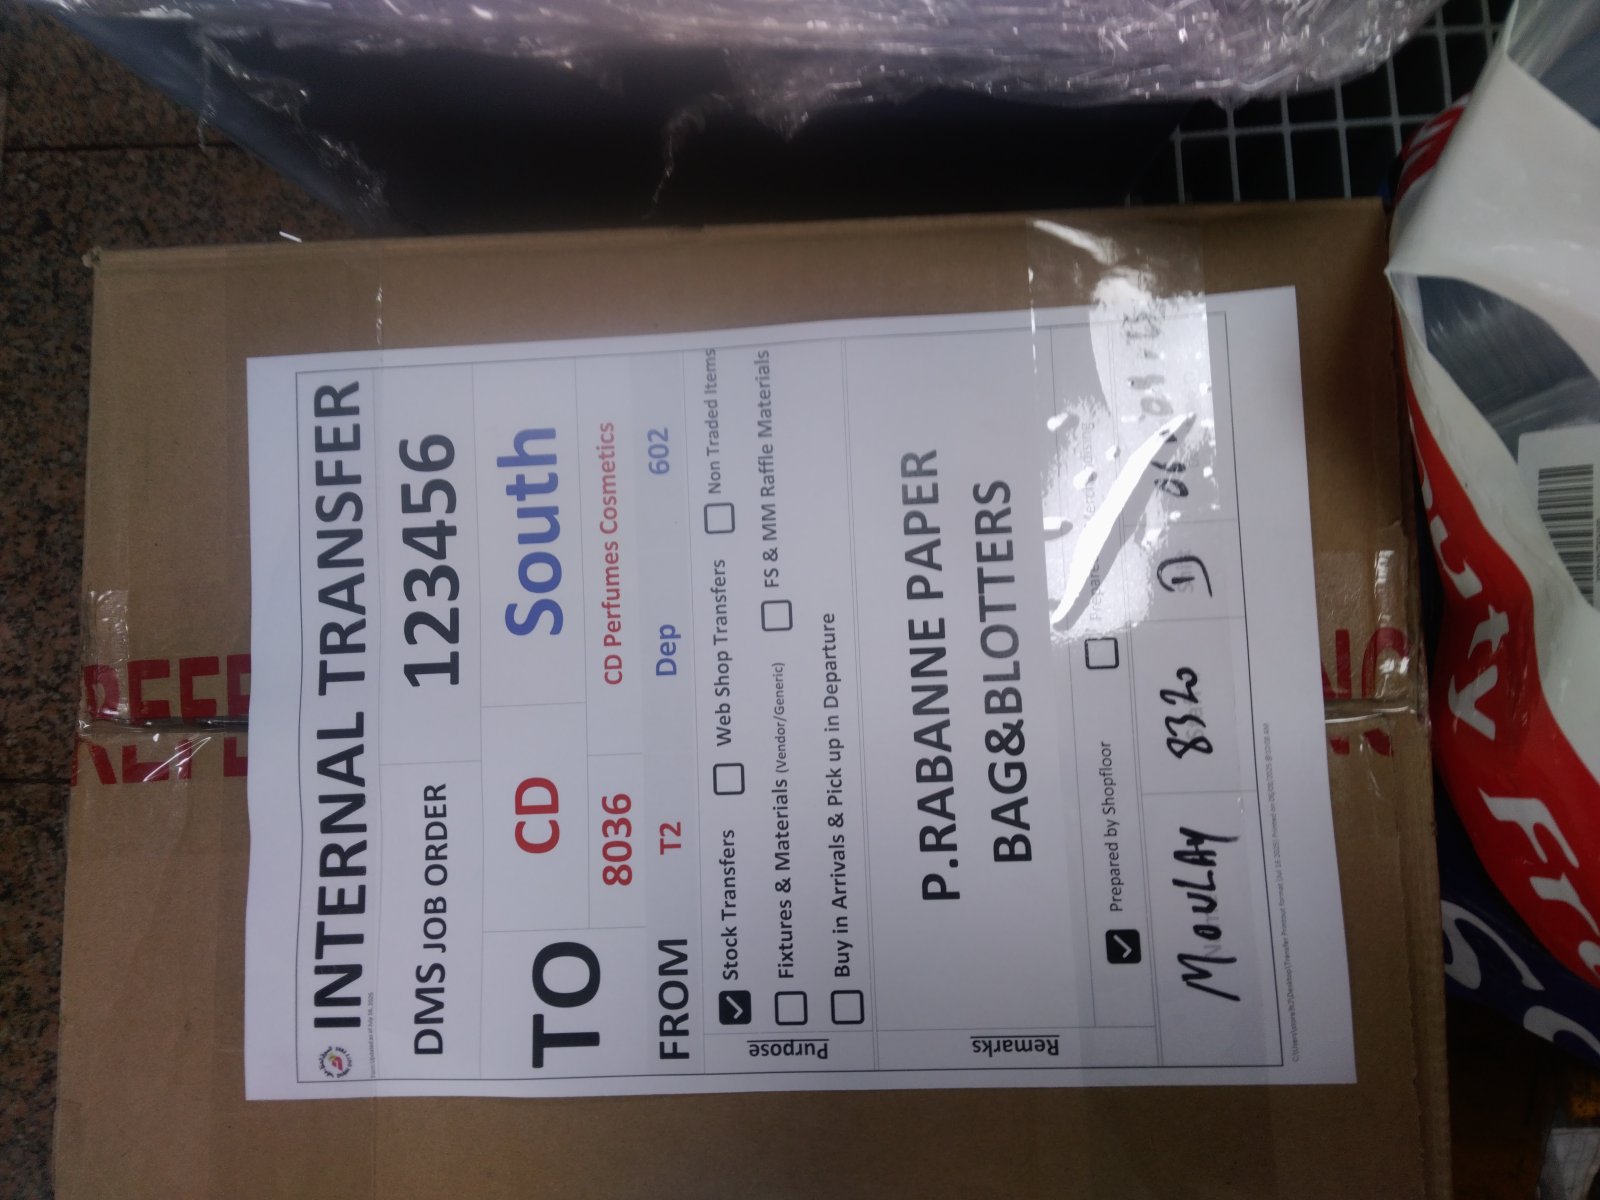 INTERNAL TRANSFER
DMS JOB ORDER 123456
TO CD South
8036 CD Perfumes Cosmetics
FROM T2 Dep 602
Purpose
Stock Transfers Web Shop Transfers Non Traded Items
Fixtures & Materials (Vendor/Generic) FS & MM Raffle Materials
Buy in Arrivals & Pick up in Departure
Remarks
P.RABANNE PAPER
BAG&BLOTTERS
Prepared by Shopfloor
MOULAY 8320 D
uty Fre